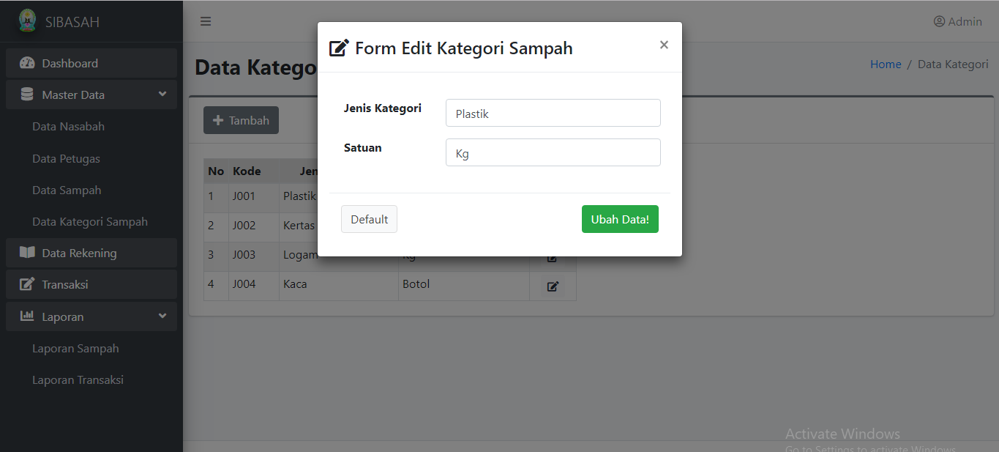 SIBASAH
Admin
Dashboard
Master Data
Data Nasabah
Data Petugas
Data Sampah
Data Kategori Sampah
Data Rekening
Transaksi
Laporan
Laporan Sampah
Laporan Transaksi
Data Katego
Home / Data Kategori
Tambah
No Kode Jen
1 J001 Plastik
2 J002 Kertas
3 J003 Logam Kg
4 J004 Kaca Botol
Form Edit Kategori Sampah ×
Jenis Kategori Plastik
Satuan Kg
Default Ubah Data!
Activate Windows
Go to Settings to activate Windows.